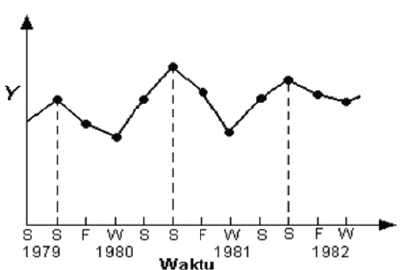 Y
S S F W S S F W S S F W
1979 1980 1981 1982
Waktu